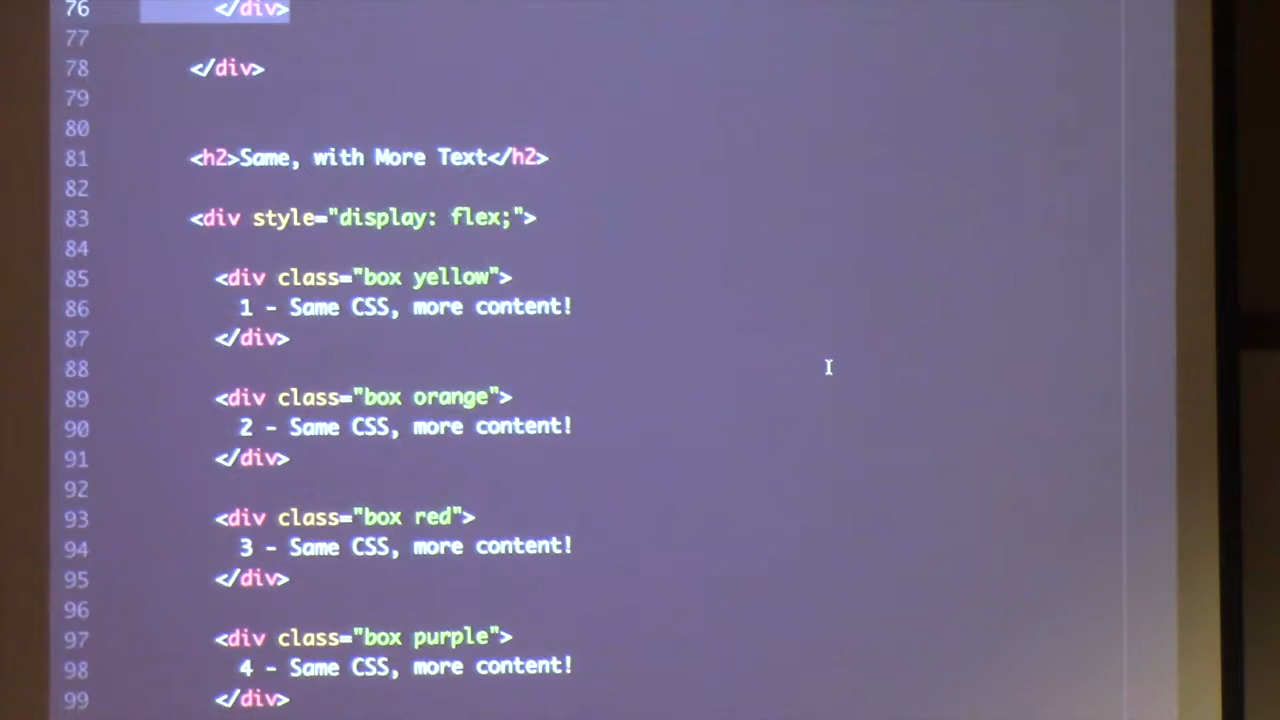 76 </div>
77
78 </div>
79
80
81 <h2>Same, with More Text</h2>
82
83 <div style="display: flex;">
84
85 <div class="box yellow">
86 1 - Same CSS, more content!
87 </div>
88
89 <div class="box orange">
90 2 - Same CSS, more content!
91 </div>
92
93 <div class="box red">
94 3 - Same CSS, more content!
95 </div>
96
97 <div class="box purple">
98 4 - Same CSS, more content!
99 </div>